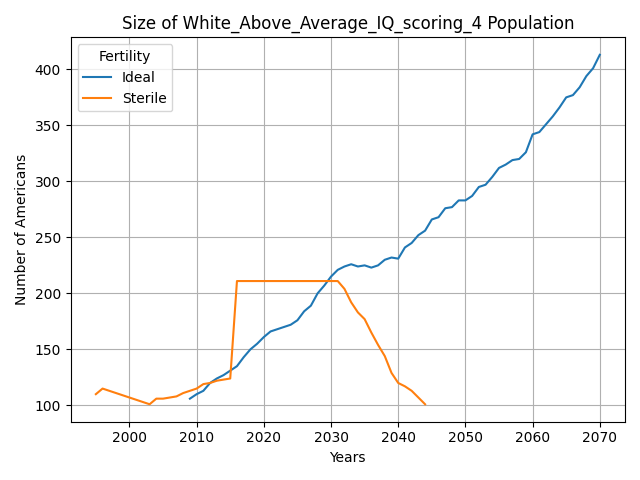 Size of White_Above_Average_IQ_scoring_4 Population
Fertility
Ideal
Sterile
Number of Americans
400
350
300
250
200
150
100
2000 2010 2020 2030 2040 2050 2060 2070
Years